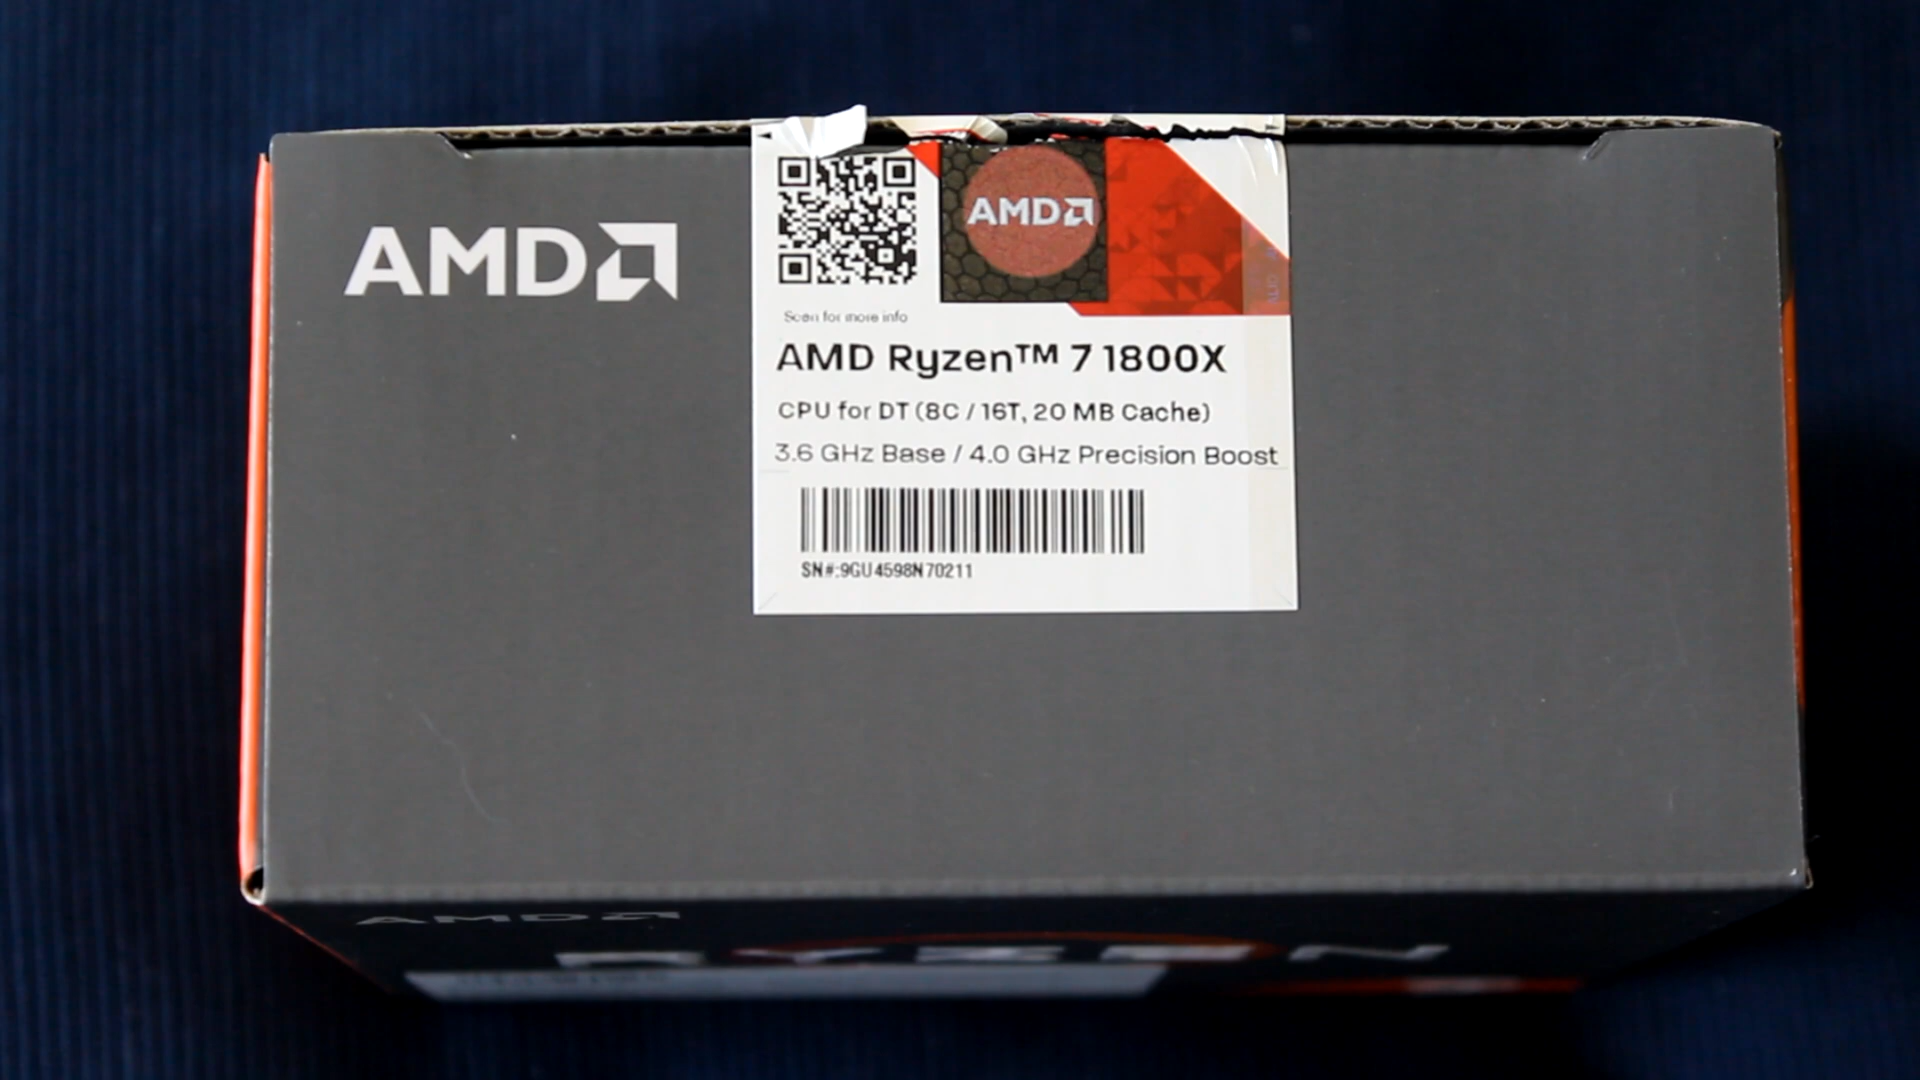 AMD
AMD
Scan for more info
AMD Ryzen™ 7 1800X
CPU for DT (8C / 16T, 20 MB Cache)
3.6 GHz Base / 4.0 GHz Precision Boost
SN#:9GU4598N70211
AMD
RYZEN